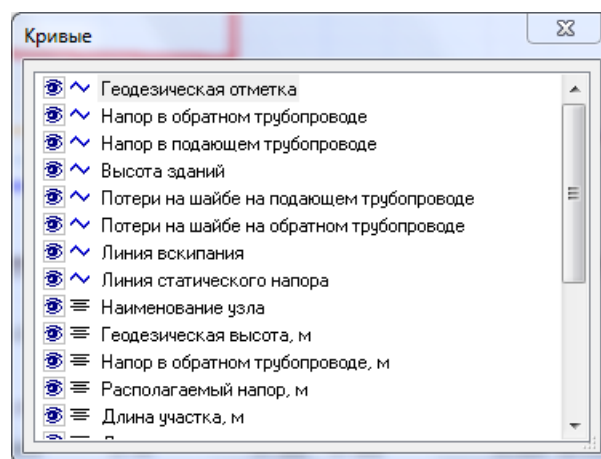 Кривые
Геодезическая отметка
Напор в обратном трубопроводе
Напор в подающем трубопроводе
Высота зданий
Потери на шайбе на подающем трубопроводе
Потери на шайбе на обратном трубопроводе
Линия вскипания
Линия статического напора
Наименование узла
Геодезическая высота, м
Напор в обратном трубопроводе, м
Располагаемый напор, м
Длина участка, м